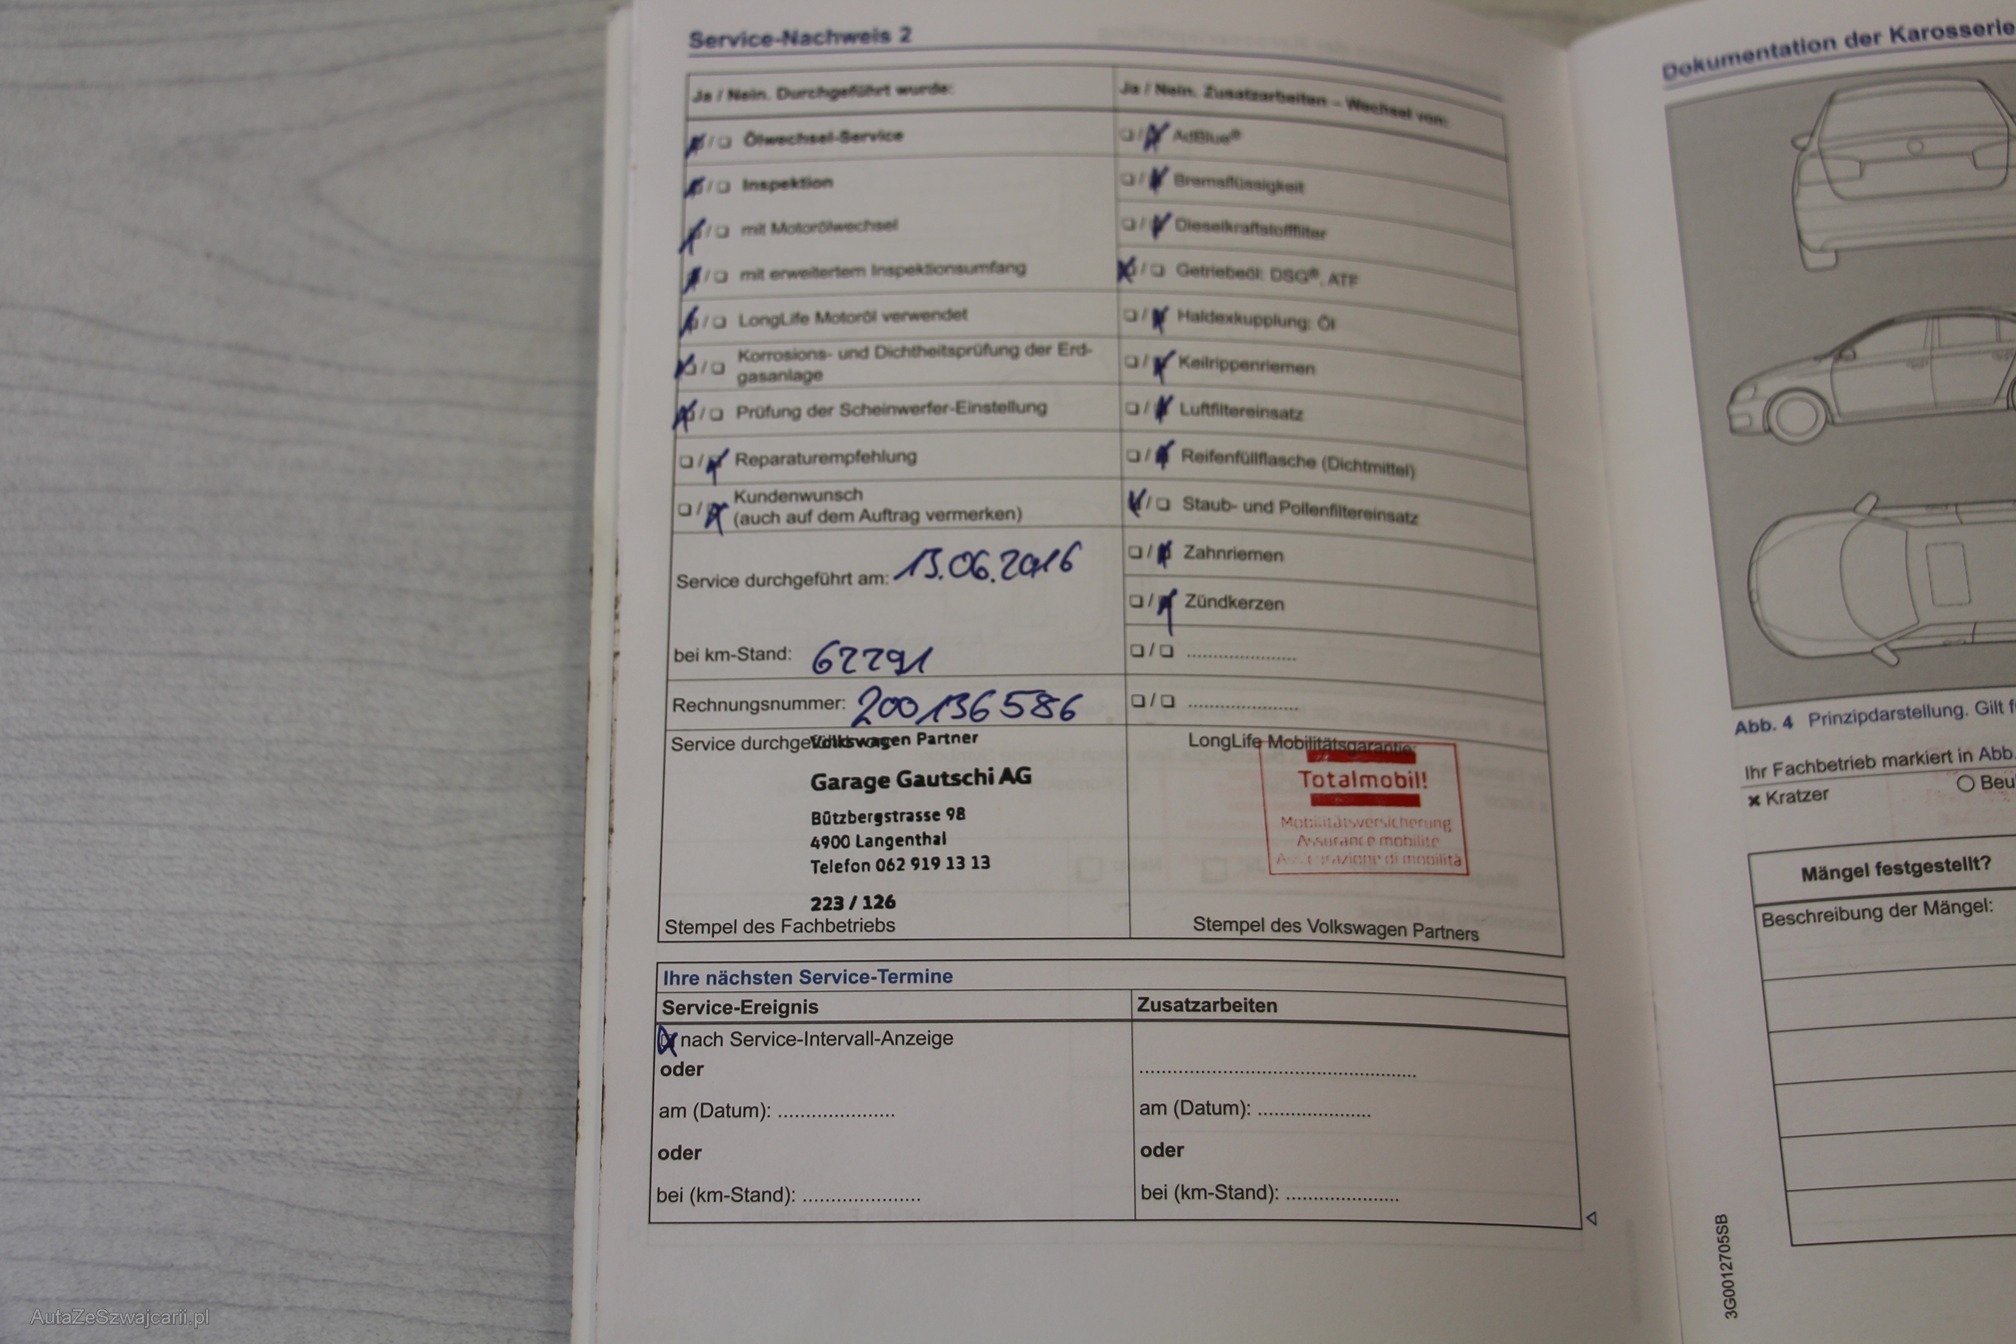 Service-Nachweis 2
Ja / Nein. Durchgeführt wurde:
Ölwechsel-Service
Inspektion
mit Motorölwechsel
mit erweitertem Inspektionsumfang
LongLife Motoröl verwendet
Korrosions- und Dichtheitsprüfung der Erd-
gasanlage
Prüfung der Scheinwerfer-Einstellung
Reparaturempfehlung
Kundenwunsch
(auch auf dem Auftrag vermerken)
Service durchgeführt am: 13.06.2016
bei km-Stand: 62291
Rechnungsnummer: 200136586
Service durchgeführt
Volkswagen Partner
Garage Gautschi AG
Bützbergstrasse 98
4900 Langenthal
Telefon 062 919 13 13
223 / 126
Stempel des Fachbetriebs
Ja / Nein. Zusatzarbeiten – Wechsel von:
AdBlue®
Bremsflüssigkeit
Dieselkraftstofffilter
Getriebeöl: DSG®, ATF
Haldexkupplung: Öl
Keilrippenriemen
Luftfiltereinsatz
Reifenfüllflasche (Dichtmittel)
Staub- und Pollenfiltereinsatz
Zahnriemen
Zündkerzen
LongLife Mobilitätsgarantie:
Totalmobil!
Mobilitätsversicherung
Assurance mobilité
Assicurazione di mobilità
Stempel des Volkswagen Partners
Ihre nächsten Service-Termine
Service-Ereignis
nach Service-Intervall-Anzeige
oder
am (Datum): .....................
oder
bei (km-Stand): .....................
Zusatzarbeiten
am (Datum): .....................
oder
bei (km-Stand): .....................
Dokumentation der Karosserie
Abb. 4 Prinzipdarstellung. Gilt
Ihr Fachbetrieb markiert in Abb.
× Kratzer
Mängel festgestellt?
Beschreibung der Mängel:
3G0012705SB
AutaZeSzwajcarii.pl